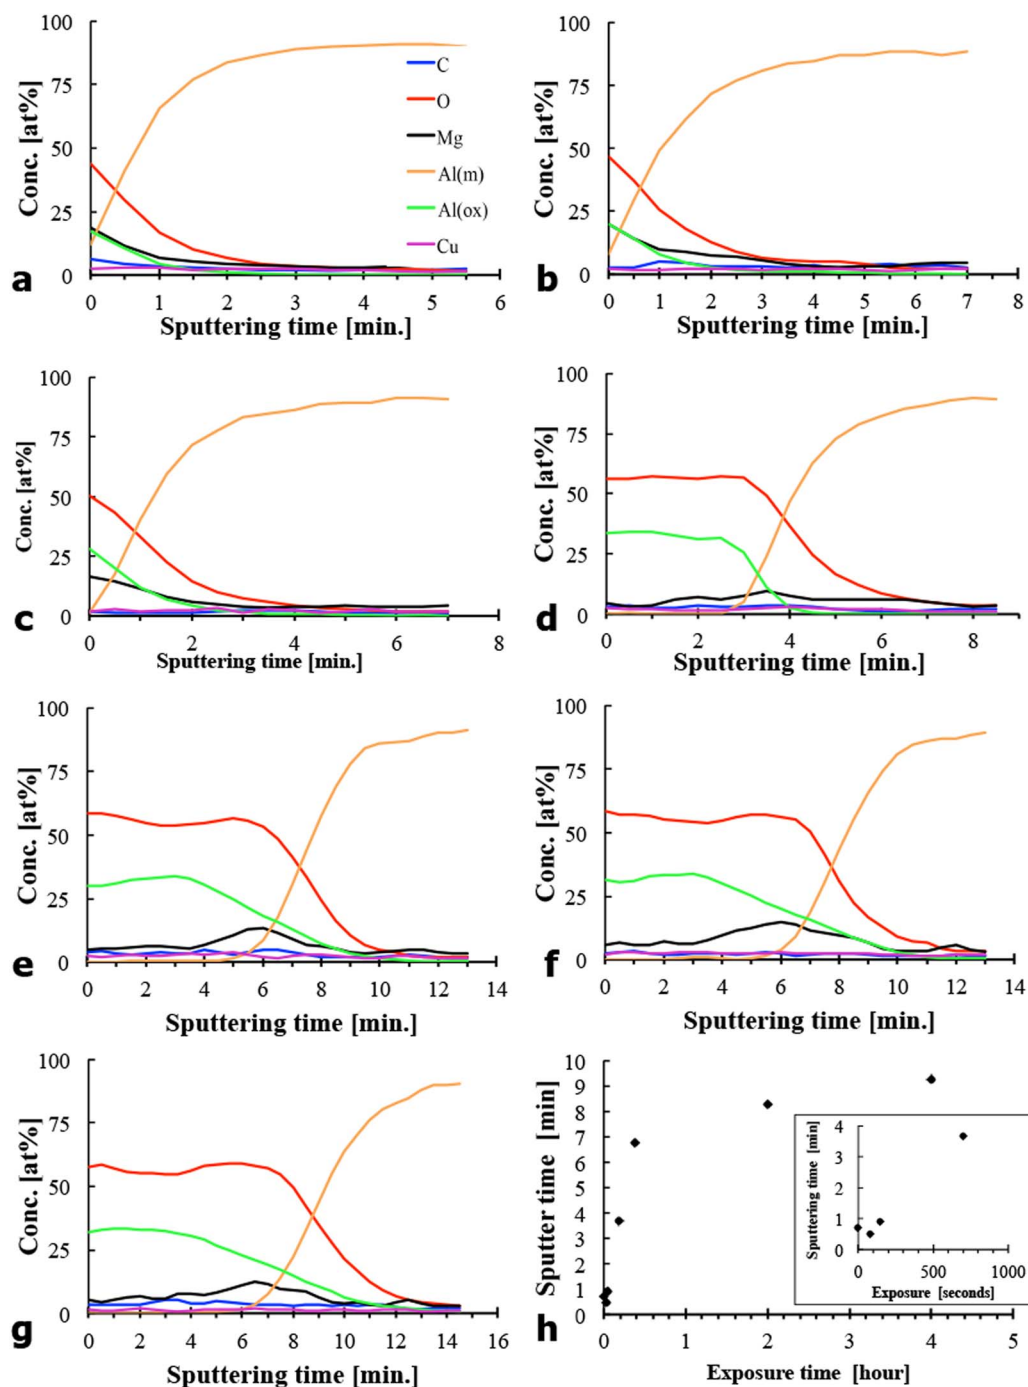 100
75
50
25
0
Conc. [at%]
C
O
Mg
Al(m)
Al(ox)
Cu
0 1 2 3 4 5 6
Sputtering time [min.]
a
100
75
50
25
0
Conc. [at%]
0 1 2 3 4 5 6 7 8
Sputtering time [min.]
b
100
75
50
25
0
Conc. [at%]
0 2 4 6 8
Sputtering time [min.]
c
100
75
50
25
0
Conc. [at%]
0 2 4 6 8
Sputtering time [min.]
d
100
75
50
25
0
Conc. [at%]
0 2 4 6 8 10 12 14
Sputtering time [min.]
e
100
75
50
25
0
Conc. [at%]
0 2 4 6 8 10 12 14
Sputtering time [min.]
f
100
75
50
25
0
Conc. [at%]
0 2 4 6 8 10 12 14 16
Sputtering time [min.]
g
10
9
8
7
6
5
4
3
2
1
0
Sputter time [min]
0 1 2 3 4 5
Exposure time [hour]
h
4
3
2
1
0
Sputtering time [min]
0 500 1000
Exposure [seconds]